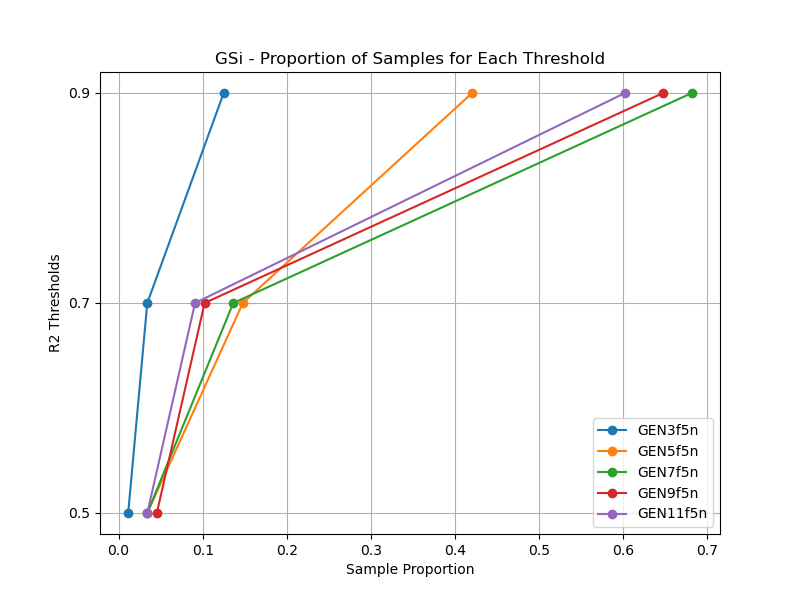 GSi - Proportion of Samples for Each Threshold
R2 Thresholds
0.9
0.7
0.5
GEN3f5n
GEN5f5n
GEN7f5n
GEN9f5n
GEN11f5n
0.0 0.1 0.2 0.3 0.4 0.5 0.6 0.7
Sample Proportion